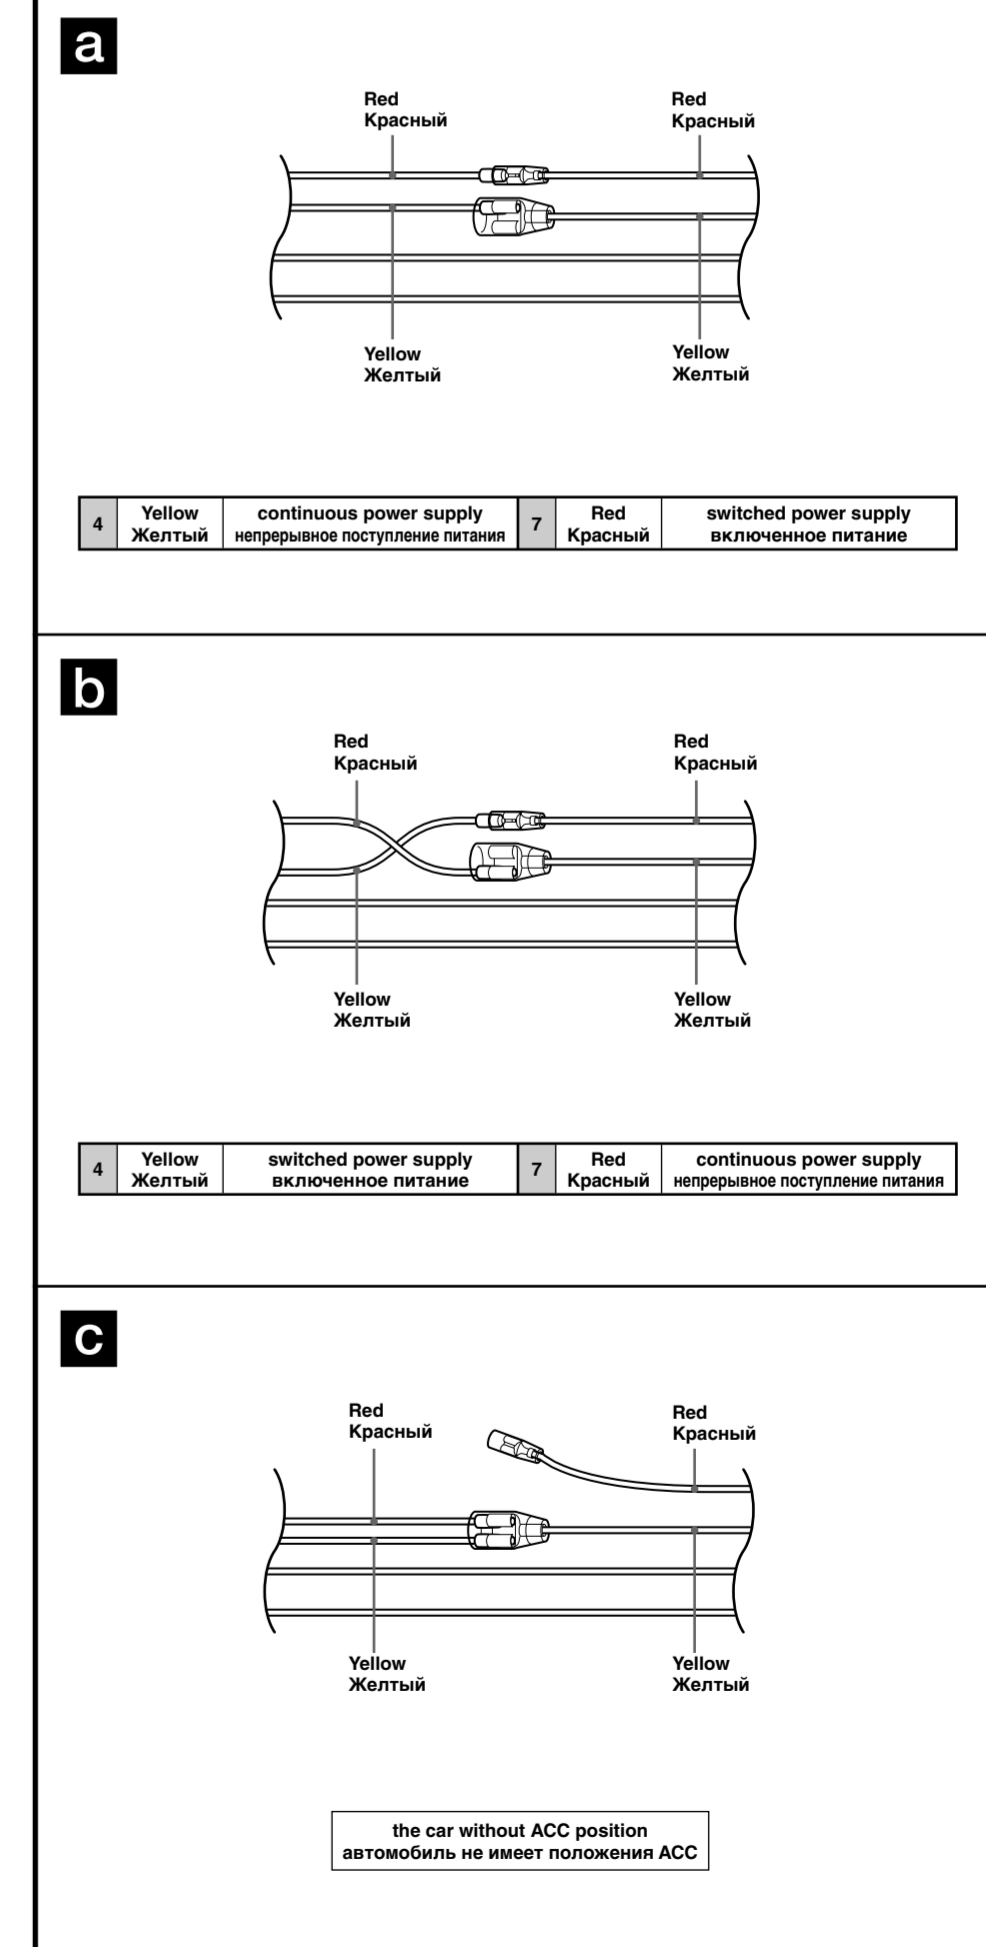 a
Red
Красный
Red
Красный
Yellow
Желтый
Yellow
Желтый
4
Yellow
Желтый
continuous power supply
непрерывное поступление питания
7
Red
Красный
switched power supply
включенное питание
b
Red
Красный
Red
Красный
Yellow
Желтый
Yellow
Желтый
4
Yellow
Желтый
switched power supply
включенное питание
7
Red
Красный
continuous power supply
непрерывное поступление питания
c
Red
Красный
Red
Красный
Yellow
Желтый
Yellow
Желтый
the car without ACC position
автомобиль не имеет положения ACC